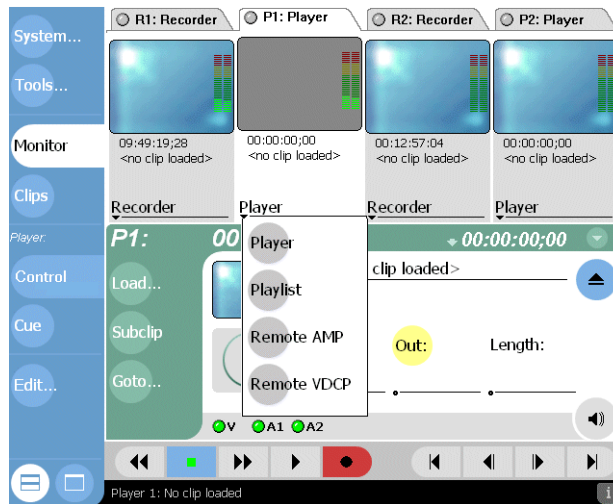 System...
Tools...
Monitor
Clips
Player:
Control
Cue
Edit...
R1: Recorder
P1: Player
R2: Recorder
P2: Player
09:49:19;28
<no clip loaded>
00:00:00;00
<no clip loaded>
00:12:57:04
<no clip loaded>
00:00:00;00
<no clip loaded>
Recorder
Player
Recorder
Player
P1:
00
00:00:00;00
Player
Playlist
Remote AMP
Remote VDCP
clip loaded>
Load...
Subclip
Goto...
Out:
Length:
V
A1
A2
Player 1: No clip loaded
i